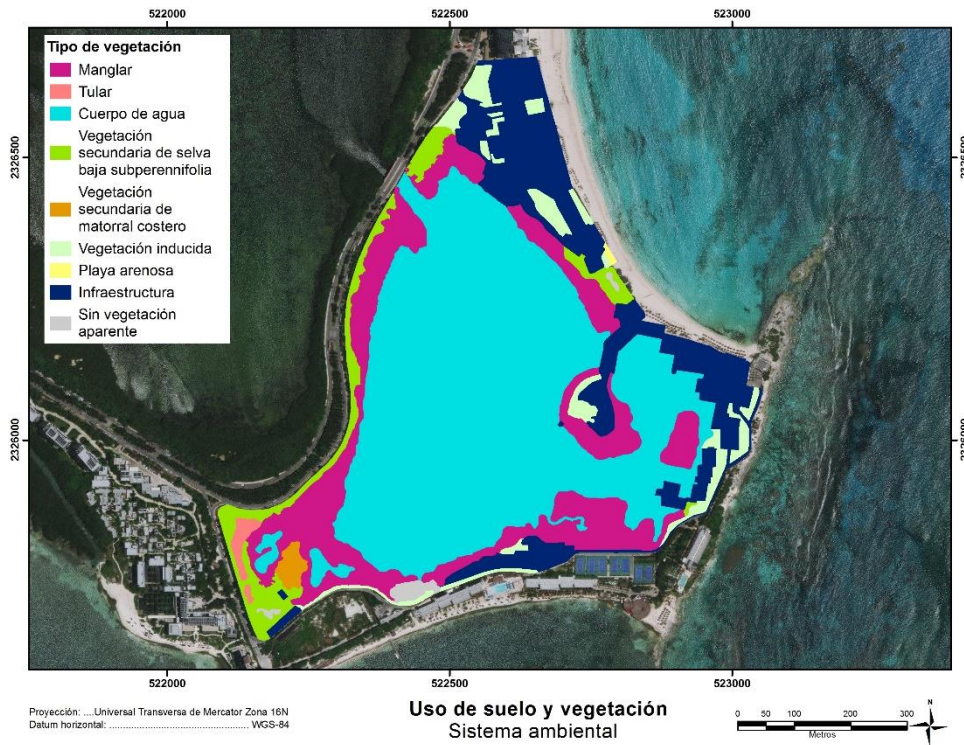 522000
522500
523000
Tipo de vegetación
Manglar
Tular
Cuerpo de agua
Vegetación
secundaria de selva
baja subperennifolia
Vegetación
secundaria de
matorral costero
Vegetación inducida
Playa arenosa
Infraestructura
Sin vegetación
aparente
2326500
2326500
2326000
2326000
522000
522500
523000
Proyección: ....Universal Transversa de Mercator Zona 16N
Datum horizontal: ........................................ WGS-84
Uso de suelo y vegetación
Sistema ambiental
0 50 100 200 300
Metros
N